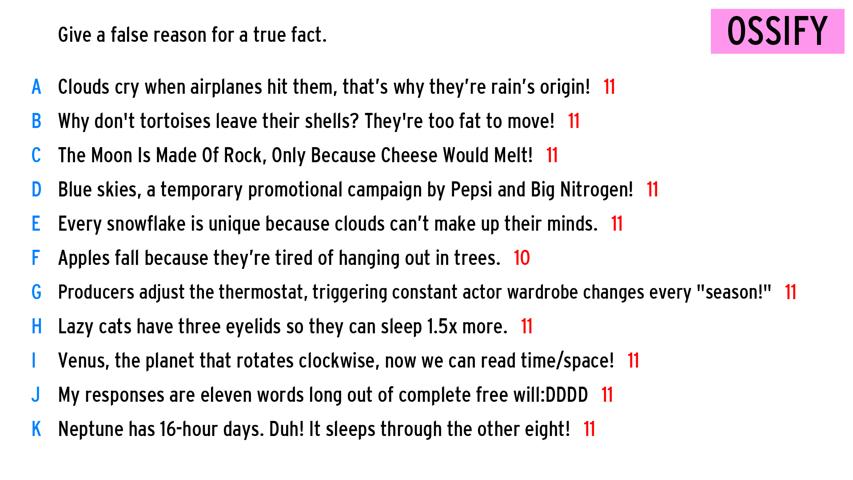 Give a false reason for a true fact.
OSSIFY
A Clouds cry when airplanes hit them, that's why they're rain's origin! 11
B Why don't tortoises leave their shells? They're too fat to move! 11
C The Moon Is Made Of Rock, Only Because Cheese Would Melt! 11
D Blue skies, a temporary promotional campaign by Pepsi and Big Nitrogen! 11
E Every snowflake is unique because clouds can't make up their minds. 11
F Apples fall because they're tired of hanging out in trees. 10
G Producers adjust the thermostat, triggering constant actor wardrobe changes every "season!" 11
H Lazy cats have three eyelids so they can sleep 1.5x more. 11
I Venus, the planet that rotates clockwise, now we can read time/space! 11
J My responses are eleven words long out of complete free will:DDDD 11
K Neptune has 16-hour days. Duh! It sleeps through the other eight! 11